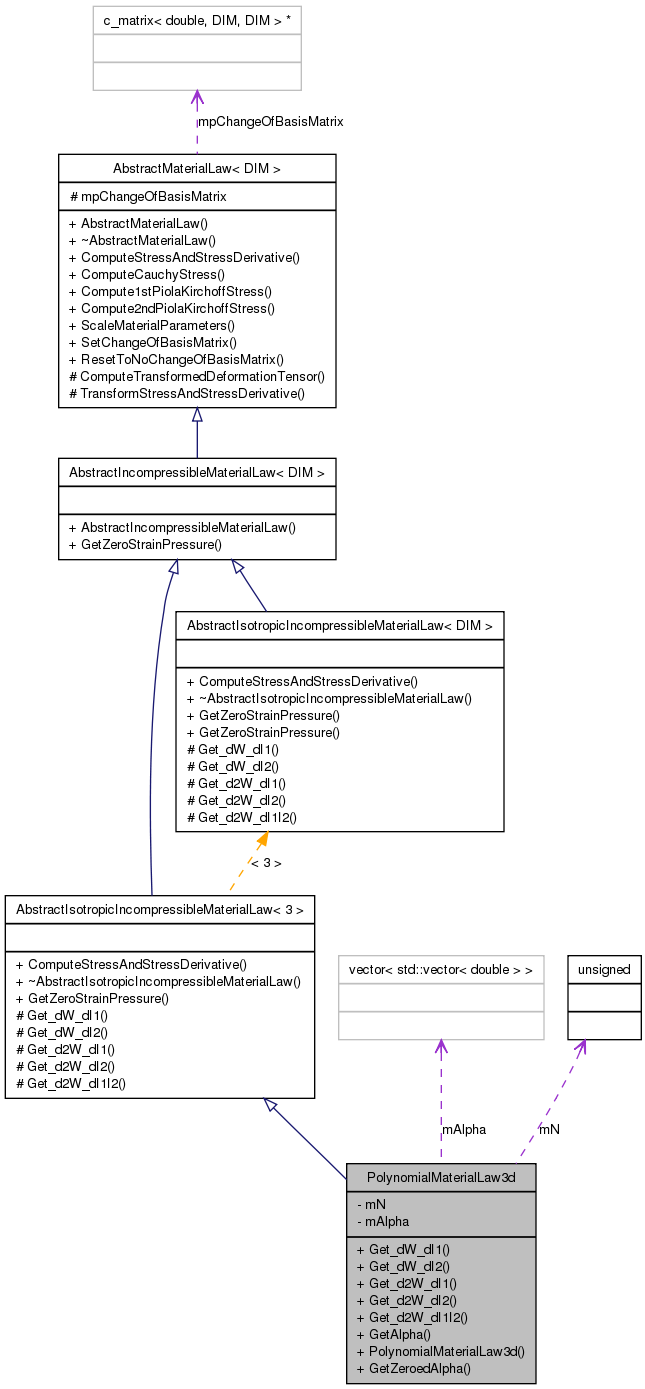 c_matrix< double, DIM, DIM > *
mpChangeOfBasisMatrix
AbstractMaterialLaw< DIM >
# mpChangeOfBasisMatrix
+ AbstractMaterialLaw()
+ ~AbstractMaterialLaw()
+ ComputeStressAndStressDerivative()
+ ComputeCauchyStress()
+ Compute1stPiolaKirchoffStress()
+ Compute2ndPiolaKirchoffStress()
+ ScaleMaterialParameters()
+ SetChangeOfBasisMatrix()
+ ResetToNoChangeOfBasisMatrix()
# ComputeTransformedDeformationTensor()
# TransformStressAndStressDerivative()
AbstractIncompressibleMaterialLaw< DIM >
+ AbstractIncompressibleMaterialLaw()
+ GetZeroStrainPressure()
AbstractIsotropicIncompressibleMaterialLaw< DIM >
+ ComputeStressAndStressDerivative()
+ ~AbstractIsotropicIncompressibleMaterialLaw()
+ GetZeroStrainPressure()
+ GetZeroStrainPressure()
# Get_dW_dI1()
# Get_dW_dI2()
# Get_d2W_dI1()
# Get_d2W_dI2()
# Get_d2W_dI1I2()
< 3 >
AbstractIsotropicIncompressibleMaterialLaw< 3 >
+ ComputeStressAndStressDerivative()
+ ~AbstractIsotropicIncompressibleMaterialLaw()
+ GetZeroStrainPressure()
# Get_dW_dI1()
# Get_dW_dI2()
# Get_d2W_dI1()
# Get_d2W_dI2()
# Get_d2W_dI1I2()
vector< std::vector< double > >
unsigned
mAlpha
mN
PolynomialMaterialLaw3d
- mN
- mAlpha
+ Get_dW_dI1()
+ Get_dW_dI2()
+ Get_d2W_dI1()
+ Get_d2W_dI2()
+ Get_d2W_dI1I2()
+ GetAlpha()
+ PolynomialMaterialLaw3d()
+ GetZeroedAlpha()